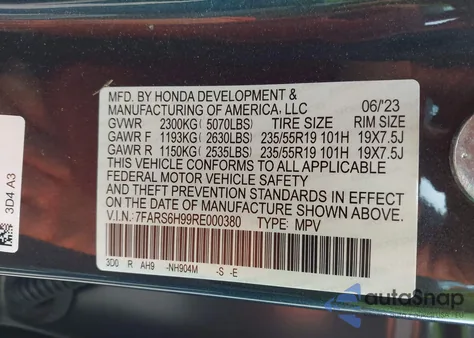 MFD. BY HONDA DEVELOPMENT &
MANUFACTURING OF AMERICA, LLC 06/'23
GVWR 2300KG( 5070LBS) TIRE SIZE RIM SIZE
GAWR F 1193KG( 2630LBS) 235/55R19 101H 19X7.5J
GAWR R 1150KG( 2535LBS) 235/55R19 101H 19X7.5J
THIS VEHICLE CONFORMS TO ALL APPLICABLE
FEDERAL MOTOR VEHICLE SAFETY
AND THEFT PREVENTION STANDARDS IN EFFECT
ON THE DATE OF MANUFACTURE SHOWN ABOVE.
V.I.N.: 7FARS6H99RE000380 TYPE: MPV
3D0 R AH9 -NH904M -S -E
3D4 A3
autoSnap